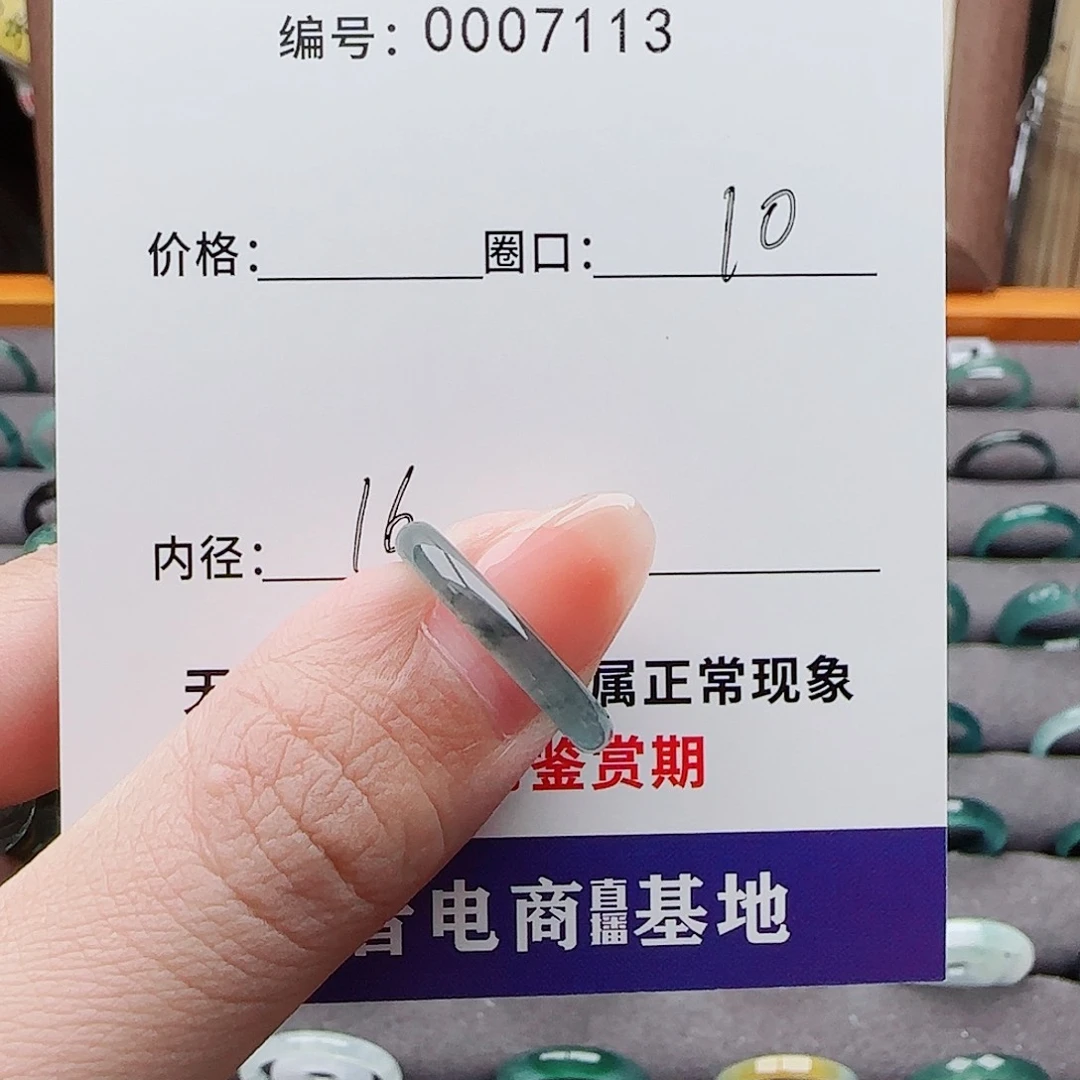 编号：0007113
价格： 圈口：10
内径：16
天 属正常现象
鉴赏期
电商直播基地